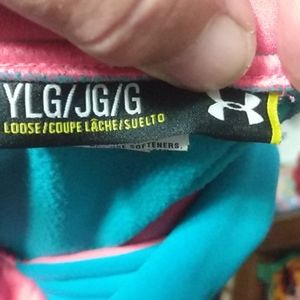 YLG/JG/G
LOOSE/COUPE LÂCHE/SUELTO
SOFTENERS.